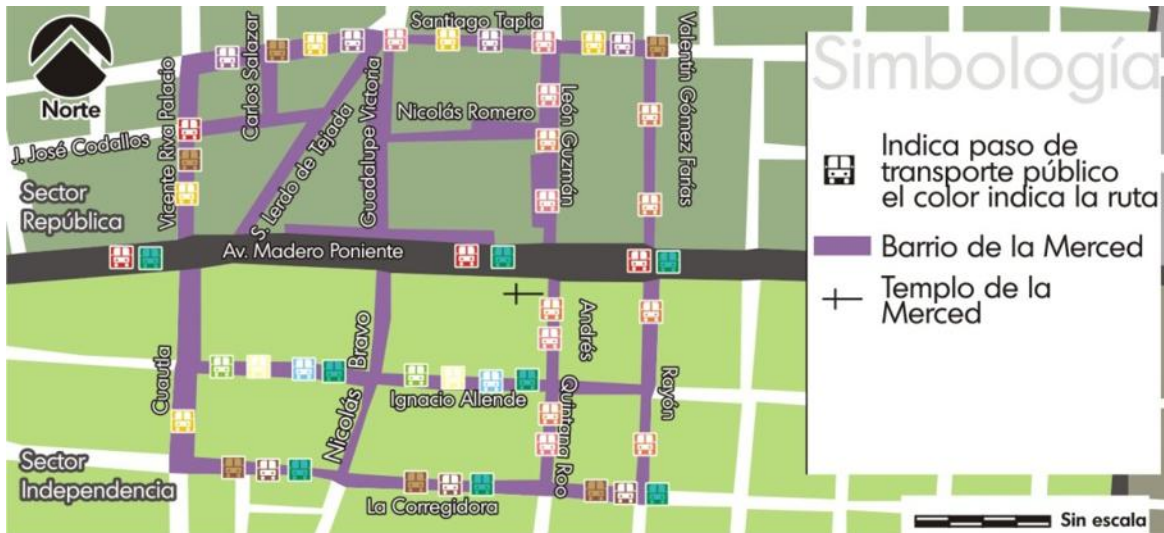 Norte
Santiago Tapia
Carlos Salazar
Vicente Riva Palacio
J. José Codallos
S. Lerdo de Tejada
Guadalupe Victoria
Nicolás Romero
León Guzmán
Valentín Gómez Farías
Sector
República
Av. Madero Poniente
Cuautla
Nicolás
Bravo
Ignacio Allende
Andrés
Quintana Roo
Rayón
Sector
Independencia
La Corregidora
Simbología
Indica paso de
transporte público
el color indica la ruta
Barrio de la Merced
Templo de la
Merced
Sin escala